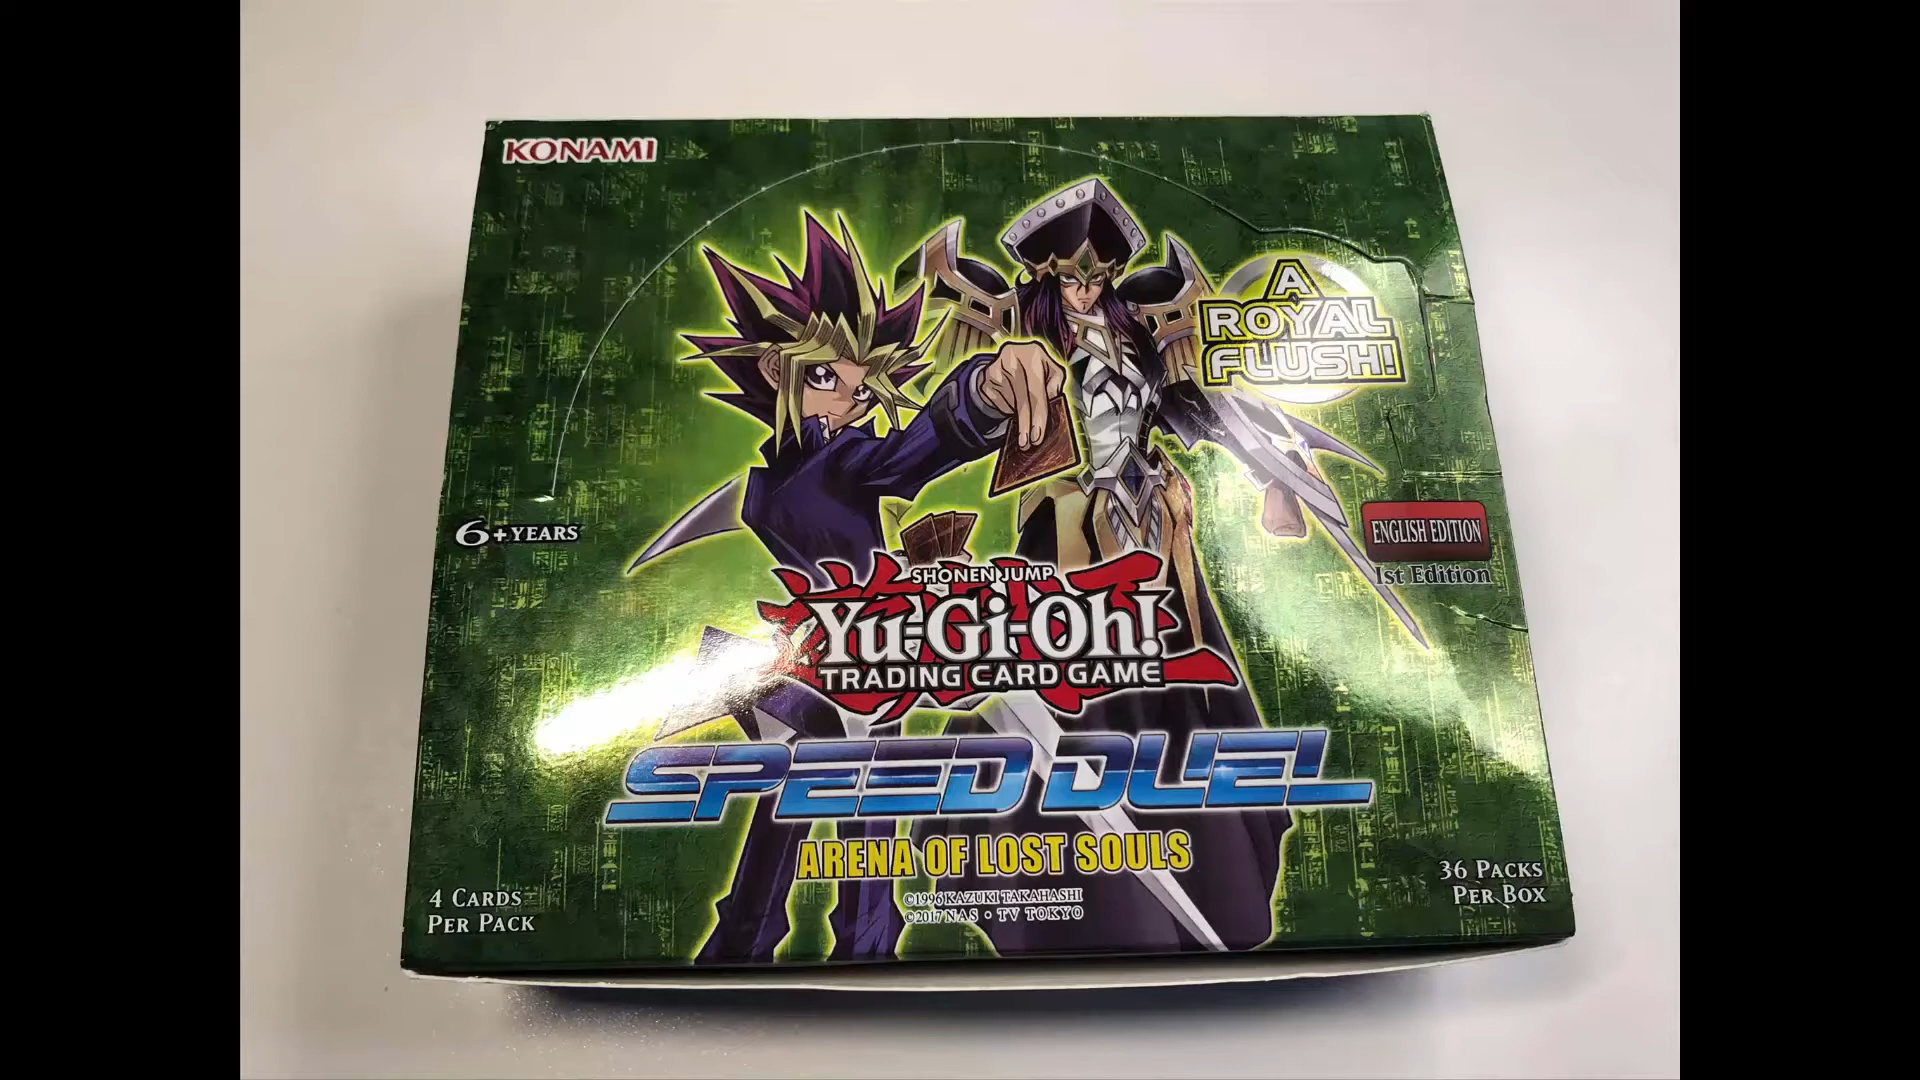 KONAMI
A
ROYAL
FLUSH!
6+YEARS
ENGLISH EDITION
1st Edition
SHONEN JUMP
Yu-Gi-Oh!
TRADING CARD GAME
SPEED DUEL
ARENA OF LOST SOULS
©1996 KAZUKI TAKAHASHI
©2017 NAS • TV TOKYO
4 CARDS
PER PACK
36 PACKS
PER BOX